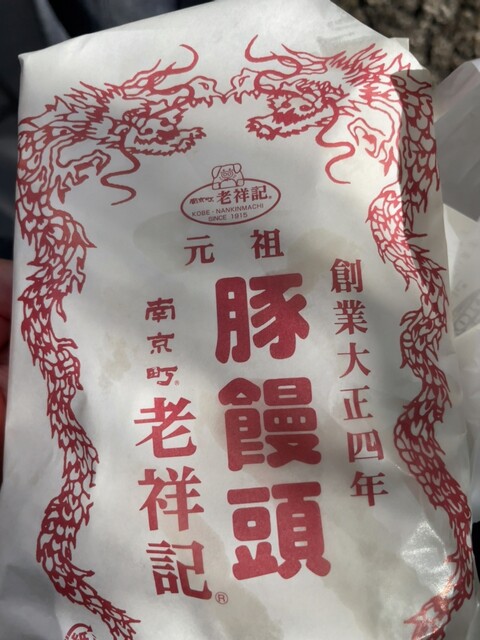 南京町 老祥記®
KOBE・NANKINMACHI
SINCE 1915
元祖
創業大正四年
豚饅頭
南京町®
老祥記®